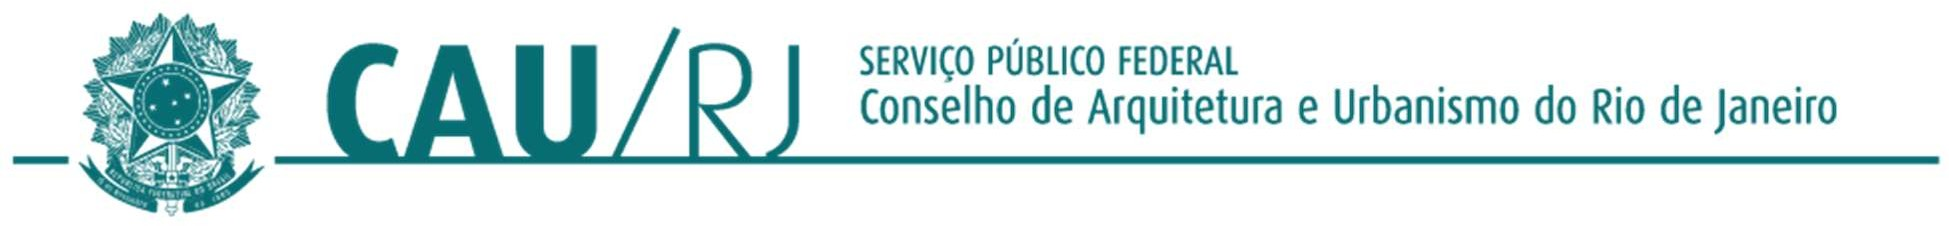 CAU/RJ
SERVIÇO PÚBLICO FEDERAL
Conselho de Arquitetura e Urbanismo do Rio de Janeiro